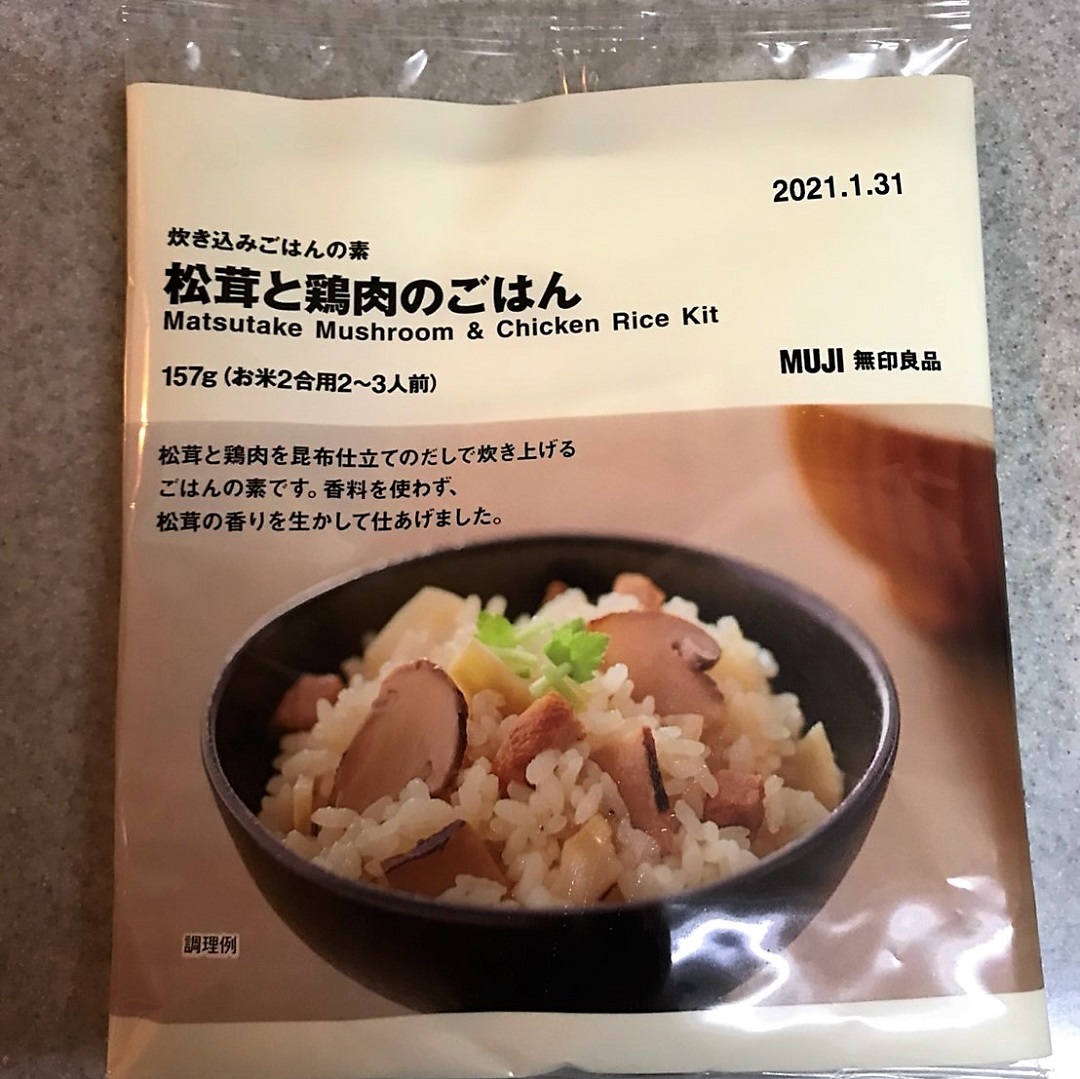 2021.1.31
炊き込みごはんの素
松茸と鶏肉のごはん
Matsutake Mushroom & Chicken Rice Kit
157g（お米2合用2～3人前）
MUJI 無印良品
松茸と鶏肉を昆布仕立てのだしで炊き上げる
ごはんの素です。香料を使わず、
松茸の香りを生かして仕あげました。
調理例